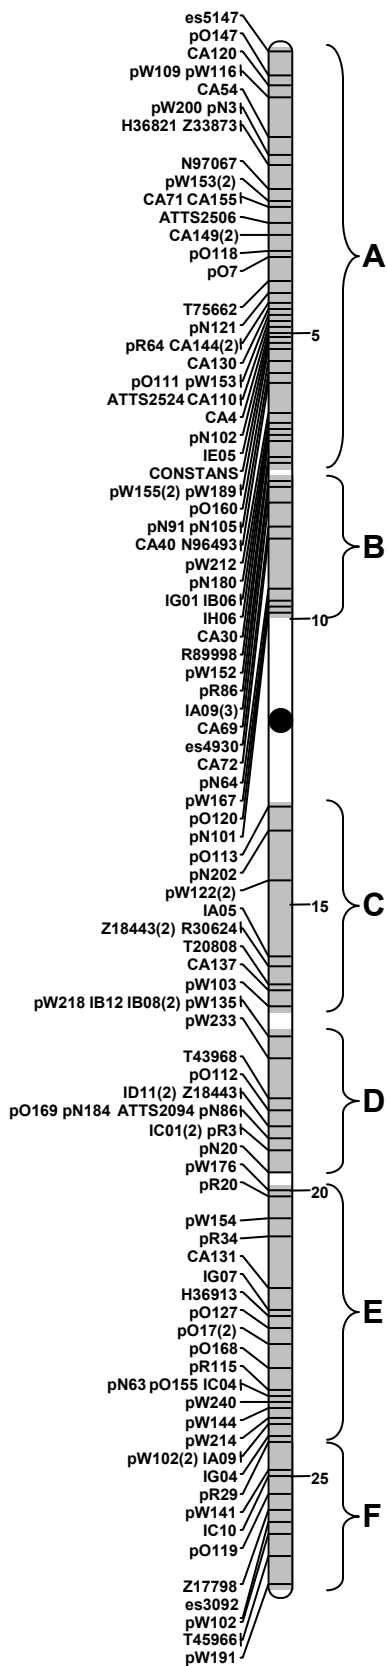 es5147
pO147
CA120
pW109 pW116
CA54
pW200 pN3
H36821 Z33873
N97067
pW153(2)
CA71 CA155
ATTS2506
CA149(2)
pO118
A
pO7
T75662
pN121
5
pR64 CA144(2)
CA130
pO111 pW153
ATTS2524 CA110
CA4
pN102
IE05
CONSTANS
pW155(2) pW189
pO160
pN91 pN105
CA40 N96493
B
pW212
pN180
IG01 IB06
IH06
10
CA30
R89998
pW152
pR86
IA09(3)
CA69
es4930
CA72
pN64
pW167
pO120
pN101
pO113
pN202
pW122(2)
C
15
IA05
Z18443(2) R30624
T20808
CA137
pW103
pW218 IB12 IB08(2) pW135
pW233
T43968
pO112
ID11(2) Z18443
D
pO169 pN184 ATTS2094 pN86
IC01(2) pR3
pN20
pW176
pR20
20
pW154
pR34
CA131
IG07
H36913
E
pO127
pO17(2)
pO168
pR115
pN63 pO155 IC04
pW240
pW144
pW214
pW102(2) IA09
IG04
25
pR29
pW141
F
IC10
pO119
Z17798
es3092
pW102
T45966
pW191